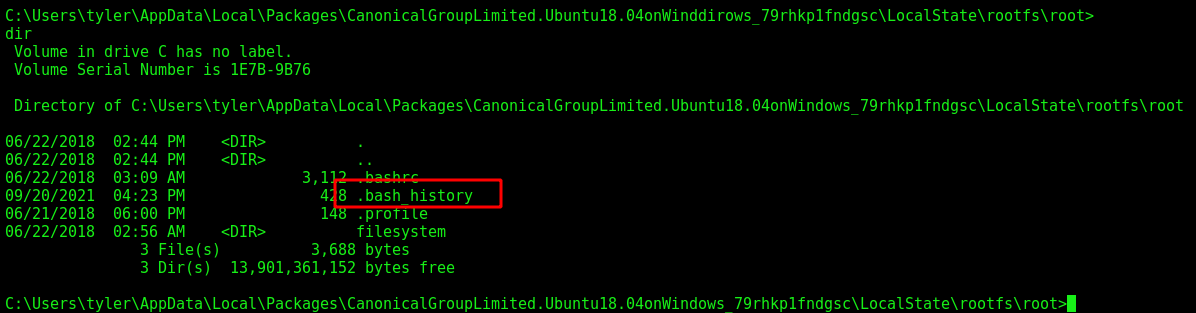 C:\Users\tyler\AppData\Local\Packages\CanonicalGroupLimited.Ubuntu18.04onWinddirows_79rhkp1fndgsc\LocalState\rootfs\root>
dir
 Volume in drive C has no label.
 Volume Serial Number is 1E7B-9B76
 Directory of C:\Users\tyler\AppData\Local\Packages\CanonicalGroupLimited.Ubuntu18.04onWindows_79rhkp1fndgsc\LocalState\rootfs\root
06/22/2018  02:44 PM    <DIR>          .
06/22/2018  02:44 PM    <DIR>          ..
06/22/2018  03:09 AM             3,112 .bashrc
09/20/2021  04:23 PM               428 .bash_history
06/21/2018  06:00 PM               148 .profile
06/22/2018  02:56 AM    <DIR>          filesystem
               3 File(s)          3,688 bytes
               3 Dir(s)  13,901,361,152 bytes free
C:\Users\tyler\AppData\Local\Packages\CanonicalGroupLimited.Ubuntu18.04onWindows_79rhkp1fndgsc\LocalState\rootfs\root>